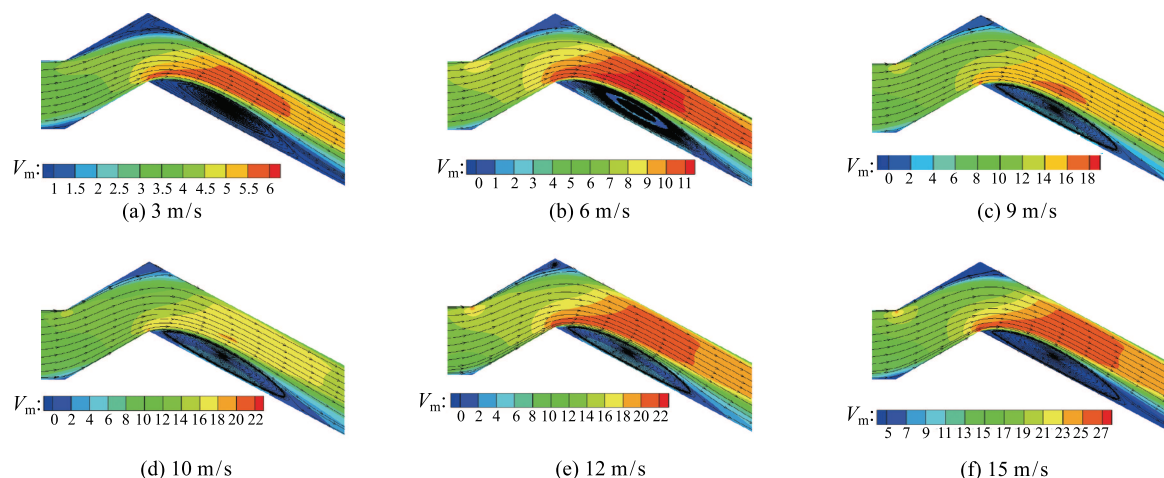 Vm:
1 1.5 2 2.5 3 3.5 4 4.5 5 5.5 6
(a) 3 m/s
Vm:
0 1 2 3 4 5 6 7 8 9 10 11
(b) 6 m/s
Vm:
0 2 4 6 8 10 12 14 16 18
(c) 9 m/s
Vm:
0 2 4 6 8 10 12 14 16 18 20 22
(d) 10 m/s
Vm:
0 2 4 6 8 10 12 14 16 18 20 22
(e) 12 m/s
Vm:
5 7 9 11 13 15 17 19 21 23 25 27
(f) 15 m/s